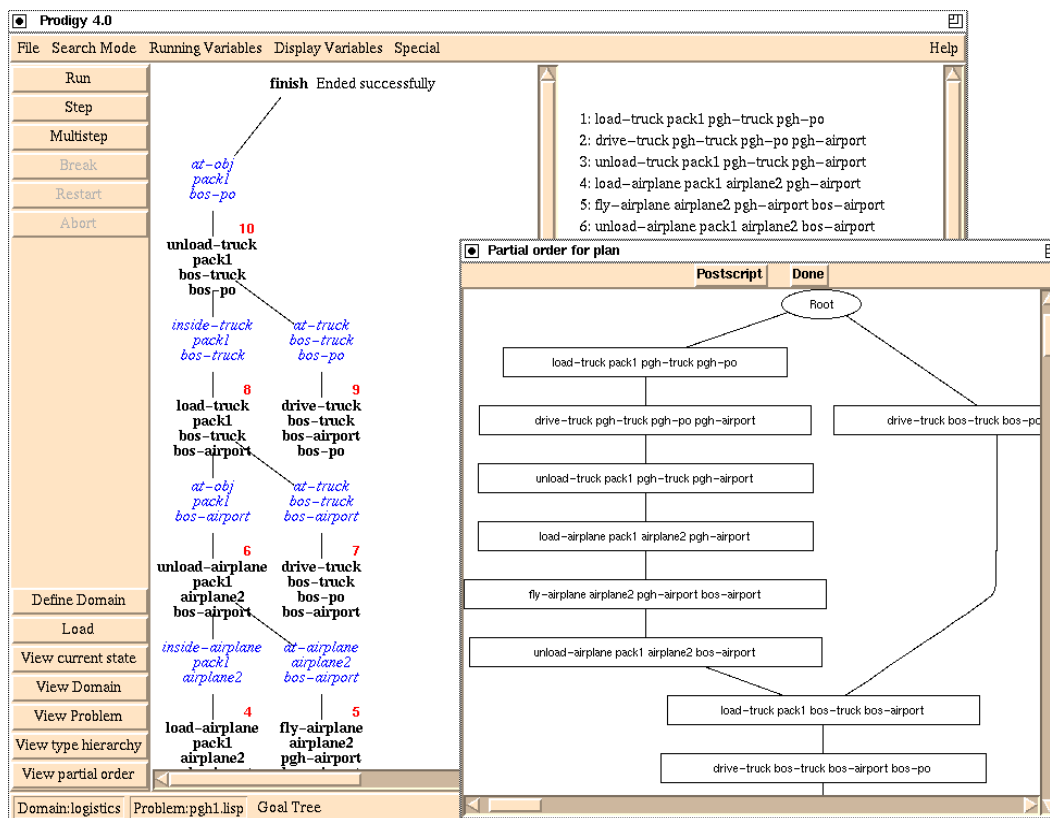 Prodigy 4.0
File Search Mode Running Variables Display Variables Special Help
Run
Step
Multistep
Break
Restart
Abort
Define Domain
Load
View current state
View Domain
View Problem
View type hierarchy
View partial order
finish Ended successfully
at-obj
pack1
bos-po
10
unload-truck
pack1
bos-truck
bos-po
inside-truck
pack1
bos-truck
at-truck
bos-truck
bos-po
8
load-truck
pack1
bos-truck
bos-airport
9
drive-truck
bos-truck
bos-airport
bos-po
at-obj
pack1
bos-airport
at-truck
bos-truck
bos-airport
6
unload-airplane
pack1
airplane2
bos-airport
7
drive-truck
bos-truck
bos-po
bos-airport
inside-airplane
pack1
airplane2
at-airplane
airplane2
bos-airport
4
load-airplane
pack1
airplane2
5
fly-airplane
airplane2
pgh-airport
1: load-truck pack1 pgh-truck pgh-po
2: drive-truck pgh-truck pgh-po pgh-airport
3: unload-truck pack1 pgh-truck pgh-airport
4: load-airplane pack1 airplane2 pgh-airport
5: fly-airplane airplane2 pgh-airport bos-airport
6: unload-airplane pack1 airplane2 bos-airport
Partial order for plan
Postscript Done
Root
load-truck pack1 pgh-truck pgh-po
drive-truck pgh-truck pgh-po pgh-airport
drive-truck bos-truck bos-po
unload-truck pack1 pgh-truck pgh-airport
load-airplane pack1 airplane2 pgh-airport
fly-airplane airplane2 pgh-airport bos-airport
unload-airplane pack1 airplane2 bos-airport
load-truck pack1 bos-truck bos-airport
drive-truck bos-truck bos-airport bos-po
Domain:logistics Problem:pgh1.lisp Goal Tree